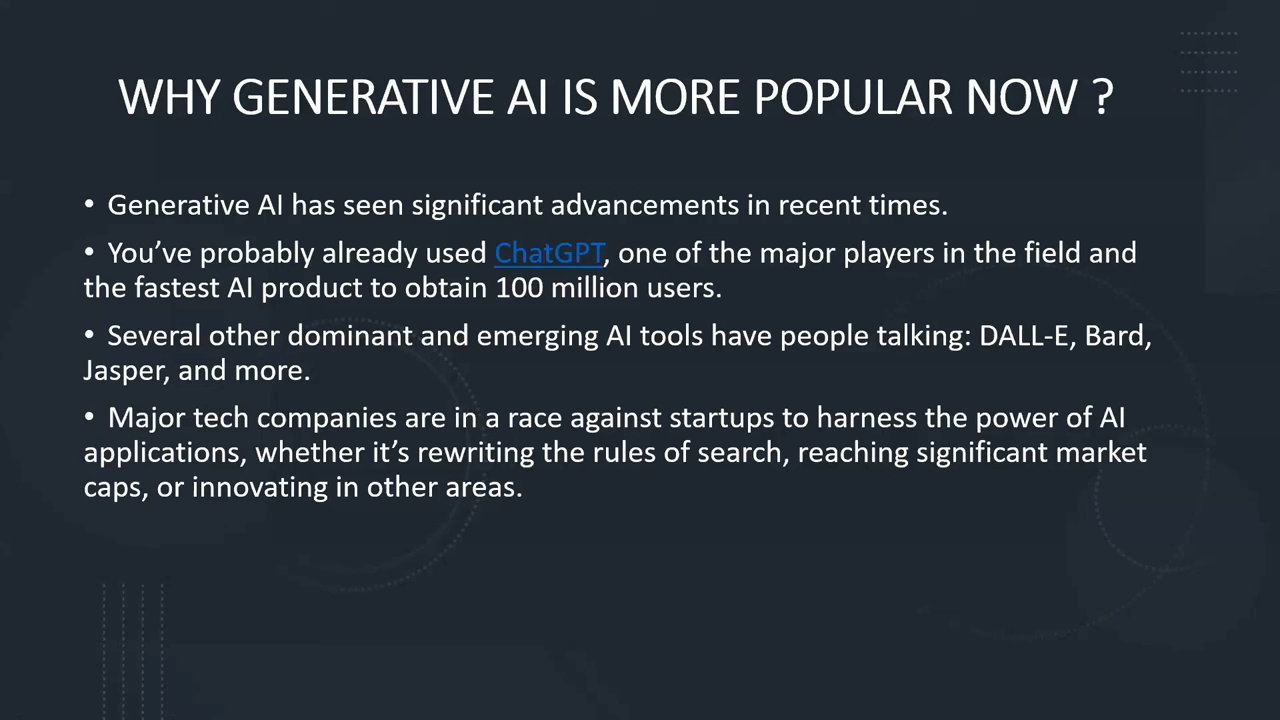 WHY GENERATIVE AI IS MORE POPULAR NOW ?
• Generative AI has seen significant advancements in recent times.
• You’ve probably already used ChatGPT, one of the major players in the field and
the fastest AI product to obtain 100 million users.
• Several other dominant and emerging AI tools have people talking: DALL-E, Bard,
Jasper, and more.
• Major tech companies are in a race against startups to harness the power of AI
applications, whether it’s rewriting the rules of search, reaching significant market
caps, or innovating in other areas.